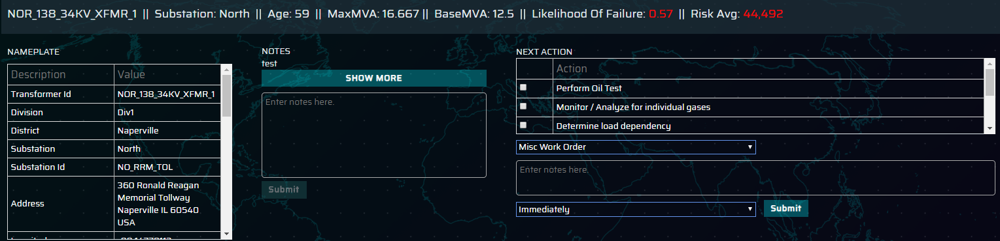 NOR_138_34KV_XFMR_1 || Substation: North || Age: 59 || MaxMVA: 16.667 || BaseMVA: 12.5 || Likelihood Of Failure: 0.57 || Risk Avg: 44,492
NAMEPLATE
Description Value
Transformer Id NOR_138_34KV_XFMR_1
Division Div1
District Naperville
Substation North
Substation Id NO_RRM_TOL
Address 360 Ronald Reagan
Memorial Tollway
Naperville IL 60540
USA
NOTES
test
SHOW MORE
Enter notes here.
Submit
NEXT ACTION
Action
Perform Oil Test
Monitor / Analyze for individual gases
Determine load dependency
Misc Work Order
Enter notes here.
Immediately
Submit